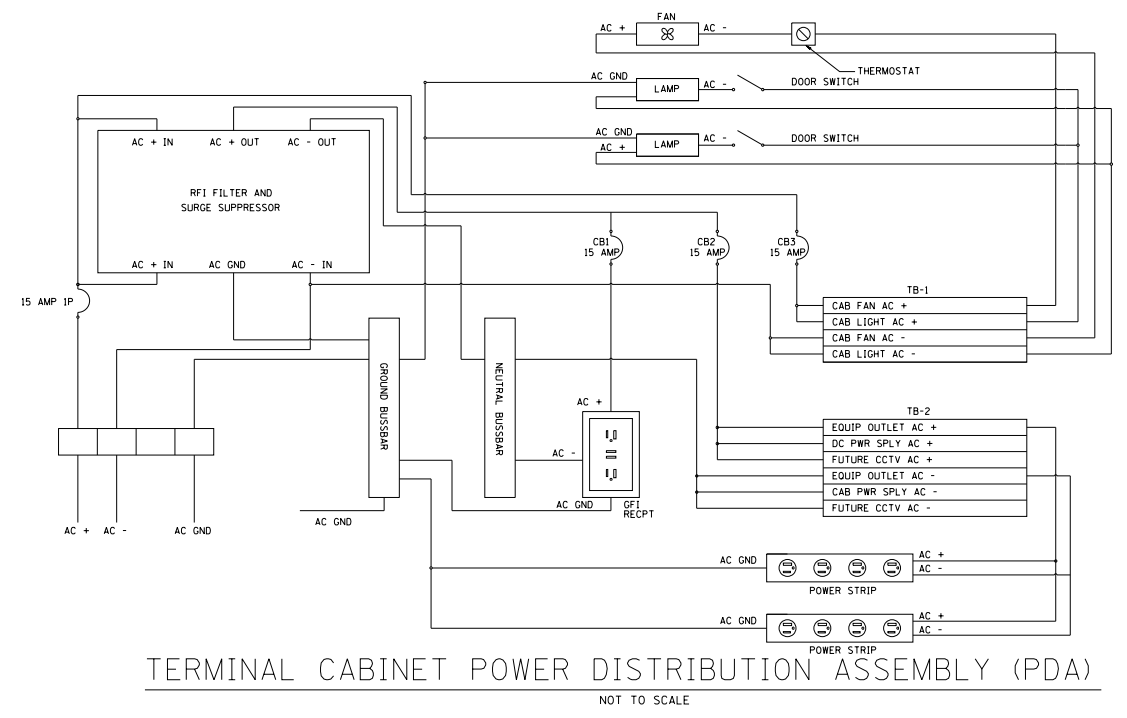 FAN
AC +
AC -
THERMOSTAT
AC GND
LAMP
AC -
DOOR SWITCH
AC GND
AC +
LAMP
AC -
DOOR SWITCH
AC + IN
AC + OUT
AC - OUT
RFI FILTER AND
SURGE SUPPRESSOR
AC + IN
AC GND
AC - IN
15 AMP 1P
CB1
15 AMP
CB2
15 AMP
CB3
15 AMP
TB-1
CAB FAN AC +
CAB LIGHT AC +
CAB FAN AC -
CAB LIGHT AC -
GROUND BUSSBAR
NEUTRAL BUSSBAR
AC +
AC -
AC GND
GFI
RECPT
TB-2
EQUIP OUTLET AC +
DC PWR SPLY AC +
FUTURE CCTV AC +
EQUIP OUTLET AC -
CAB PWR SPLY AC -
FUTURE CCTV AC -
AC +
AC -
AC GND
AC GND
AC GND
AC +
AC -
POWER STRIP
AC GND
AC +
AC -
POWER STRIP
TERMINAL CABINET POWER DISTRIBUTION ASSEMBLY (PDA)
NOT TO SCALE